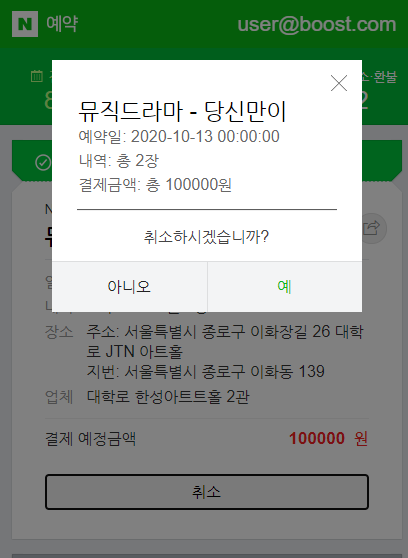 N 예약 user@boost.com
소·환불
8
2
뮤직드라마 - 당신만이
예약일: 2020-10-13 00:00:00
내역: 총 2장
결제금액: 총 100000원
취소하시겠습니까?
아니오 예
장소 주소: 서울특별시 종로구 이화장길 26 대학
로 JTN 아트홀
지번: 서울특별시 종로구 이화동 139
업체 대학로 한성아트트홀 2관
결제 예정금액 100000 원
취소